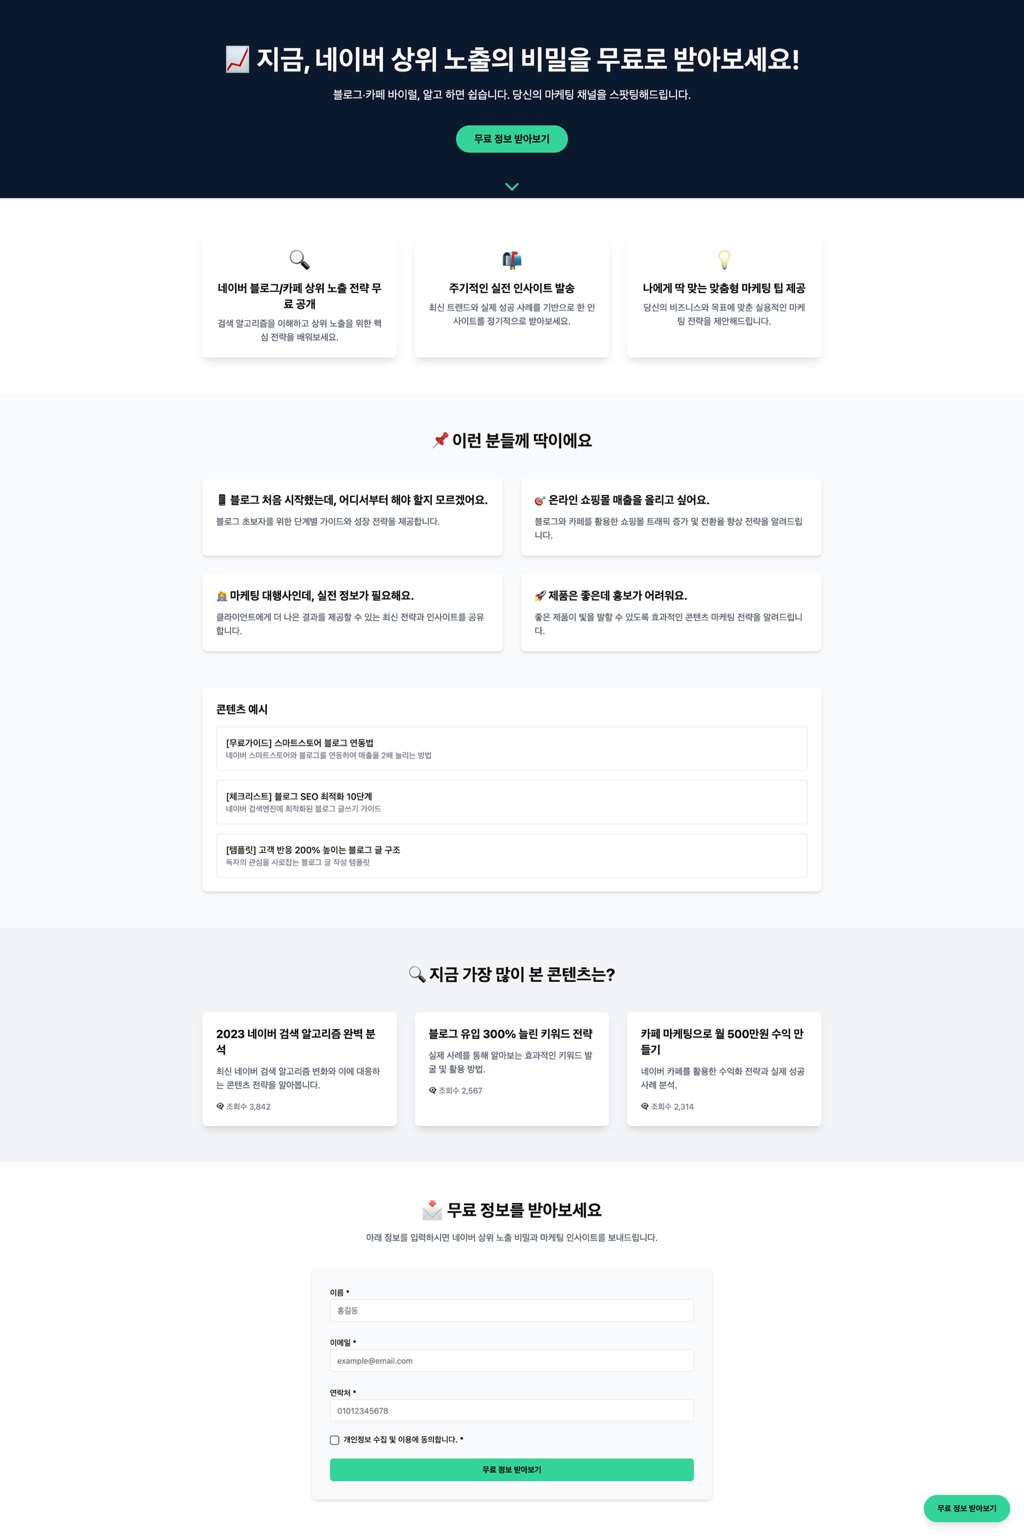 지금, 네이버 상위 노출의 비밀을 무료로 받아보세요!
블로그·카페 바이럴, 알고 하면 쉽습니다. 당신의 마케팅 채널을 스팟팅해드립니다.
무료 정보 받아보기
네이버 블로그/카페 상위 노출 전략 무
료 공개
검색 알고리즘을 이해하고 상위 노출을 위한 핵
심 전략을 배워보세요.
주기적인 실전 인사이트 발송
최신 트렌드와 실제 성공 사례를 기반으로 한 인
사이트를 정기적으로 받아보세요.
나에게 딱 맞는 맞춤형 마케팅 팁 제공
당신의 비즈니스와 목표에 맞춘 실용적인 마케
팅 전략을 제안해드립니다.
이런 분들께 딱이에요
블로그 처음 시작했는데, 어디서부터 해야 할지 모르겠어요.
블로그 초보자를 위한 단계별 가이드와 성장 전략을 제공합니다.
온라인 쇼핑몰 매출을 올리고 싶어요.
블로그와 카페를 활용한 쇼핑몰 트래픽 증가 및 전환율 향상 전략을 알려드립
니다.
마케팅 대행사인데, 실전 정보가 필요해요.
클라이언트에게 더 나은 결과를 제공할 수 있는 최신 전략과 인사이트를 공유
합니다.
제품은 좋은데 홍보가 어려워요.
좋은 제품이 빛을 발할 수 있도록 효과적인 콘텐츠 마케팅 전략을 알려드립니
다.
콘텐츠 예시
[무료가이드] 스마트스토어 블로그 연동법
네이버 스마트스토어와 블로그를 연동하여 매출을 2배 늘리는 방법
[체크리스트] 블로그 SEO 최적화 10단계
네이버 검색엔진에 최적화된 블로그 글쓰기 가이드
[템플릿] 고객 반응 200% 높이는 블로그 글 구조
독자의 관심을 사로잡는 블로그 글 작성 템플릿
지금 가장 많이 본 콘텐츠는?
2023 네이버 검색 알고리즘 완벽 분
석
최신 네이버 검색 알고리즘 변화와 이에 대응하
는 콘텐츠 전략을 알아봅니다.
조회수 3,842
블로그 유입 300% 늘린 키워드 전략
실제 사례를 통해 알아보는 효과적인 키워드 발
굴 및 활용 방법.
조회수 2,567
카페 마케팅으로 월 500만원 수익 만
들기
네이버 카페를 활용한 수익화 전략과 실제 성공
사례 분석.
조회수 2,314
무료 정보를 받아보세요
아래 정보를 입력하시면 네이버 상위 노출 비밀과 마케팅 인사이트를 보내드립니다.
이름 *
홍길동
이메일 *
example@email.com
연락처 *
01012345678
개인정보 수집 및 이용에 동의합니다. *
무료 정보 받아보기
무료 정보 받아보기